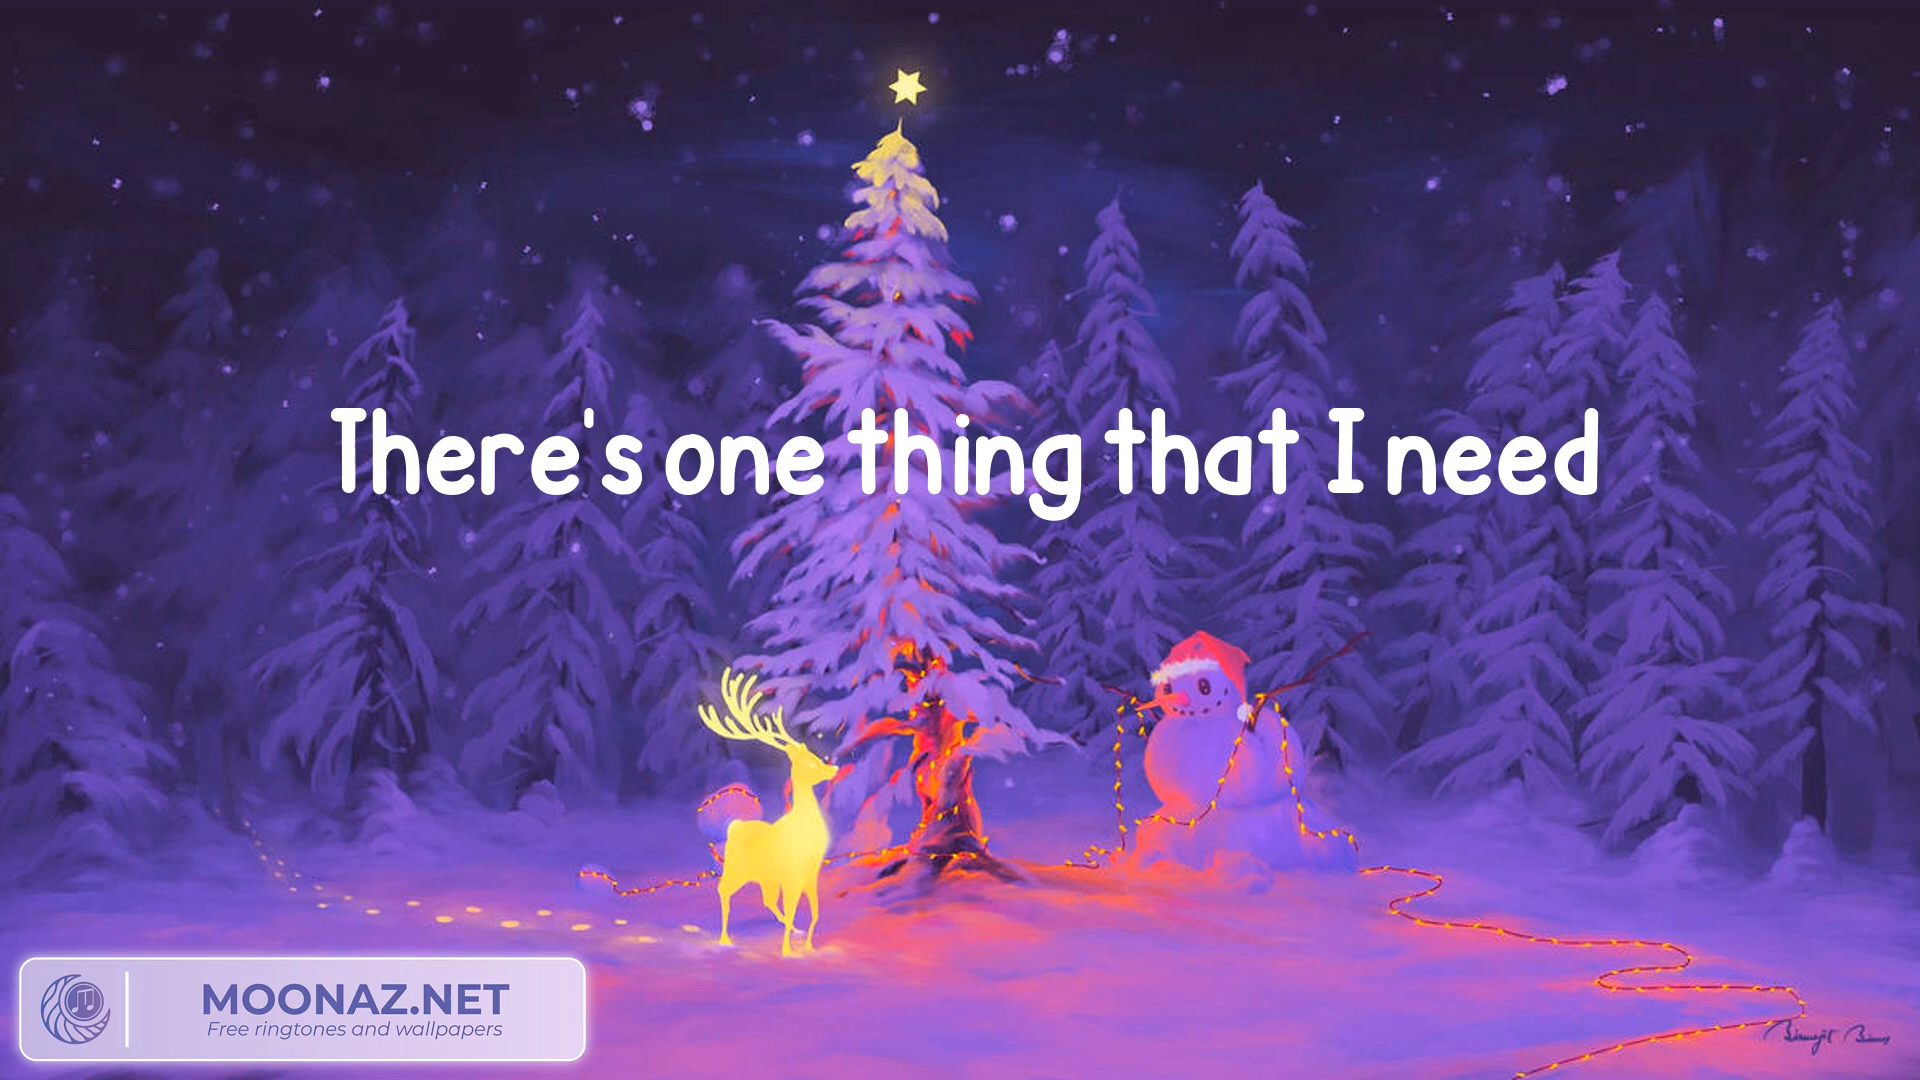 There's one thing that I need
MOONAZ.NET
Free ringtones and wallpapers